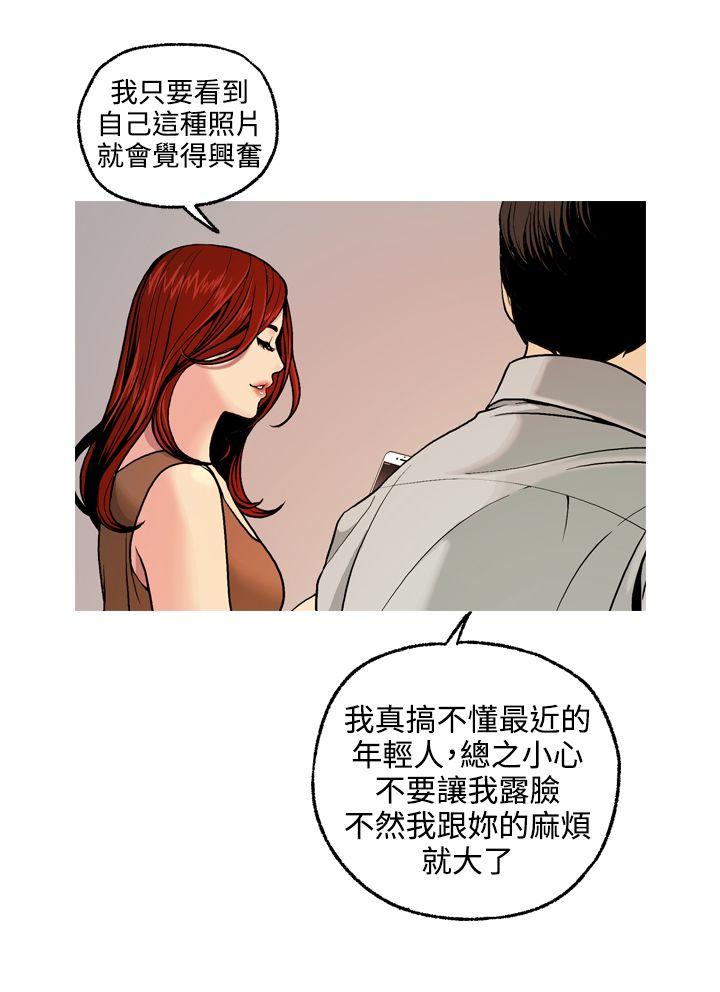 我只要看到
自己這種照片
就會覺得興奮
我真搞不懂最近的
年輕人，總之小心
不要讓我露臉
不然我跟妳的麻煩
就大了